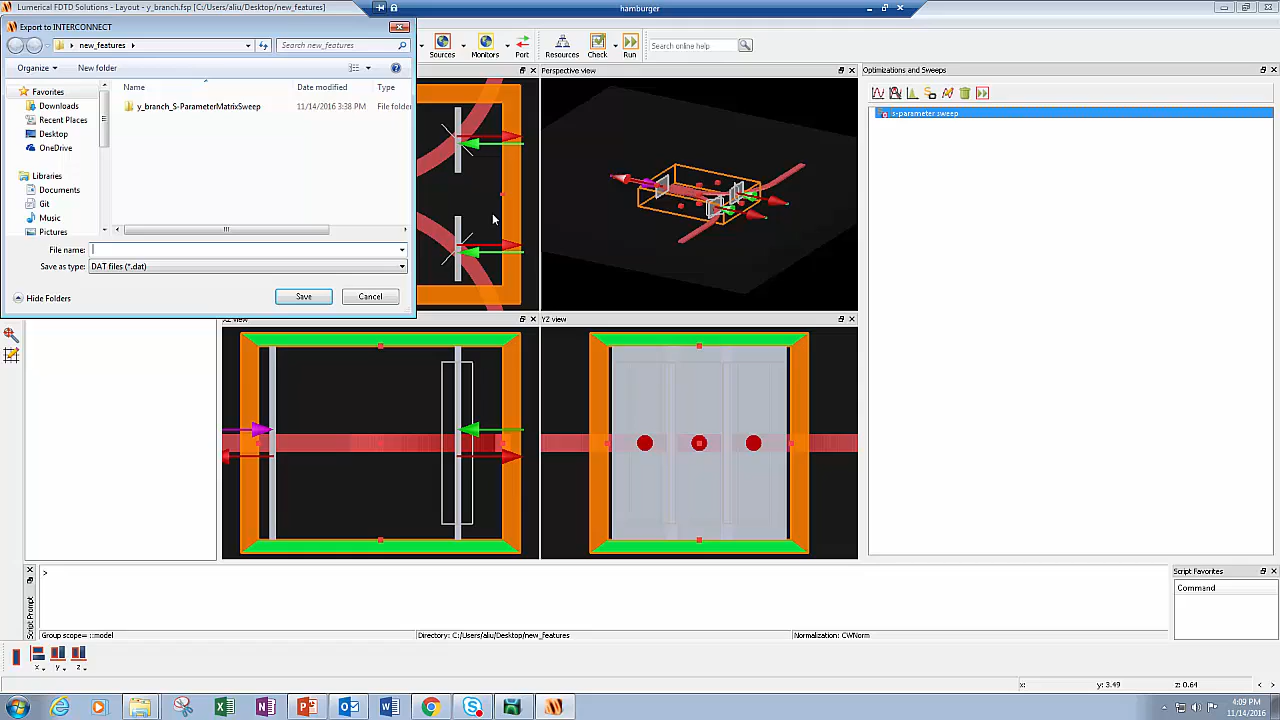 Lumerical FDTD Solutions - Layout - y_branch.fsp [C:/Users/aliu/Desktop/new_features]
hamburger
Export to INTERCONNECT
new_features
Search new_features
Sources
Monitors
Port
Resources
Check
Run
Search online help
Organize
New folder
Perspective view
Optimizations and Sweeps
Favorites
Downloads
Recent Places
Desktop
OneDrive
Libraries
Documents
Git
Music
Pictures
Name
Date modified
Type
y_branch_S-ParameterMatrixSweep
11/14/2016 3:38 PM
File folde
s-parameter sweep
File name:
Save as type:
DAT files (*.dat)
Hide Folders
Save
Cancel
XZ view
YZ view
>
Script Prompt
Script Favorites
Command
Group scope= ::model
Directory: C:/Users/aliu/Desktop/new_features
Normalization: CWNorm
x
y
z
x:
y: 3.49
z: 0.64
4:09 PM
11/14/2016